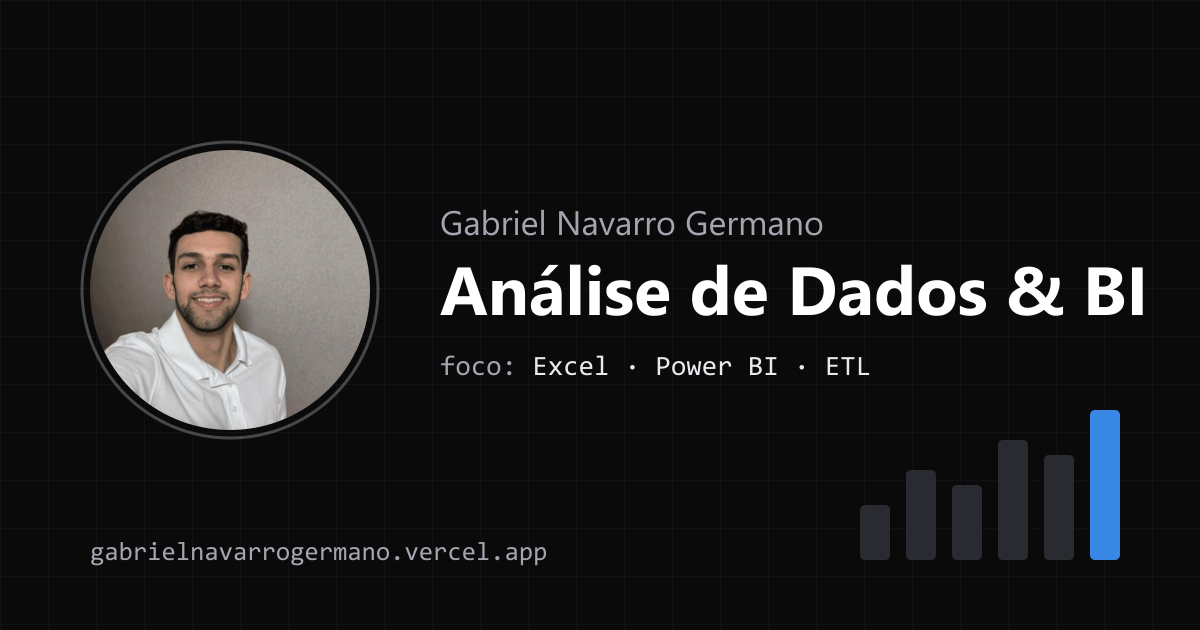 Gabriel Navarro Germano
Análise de Dados & BI
foco: Excel · Power BI · ETL
gabrielnavarrogermano.vercel.app